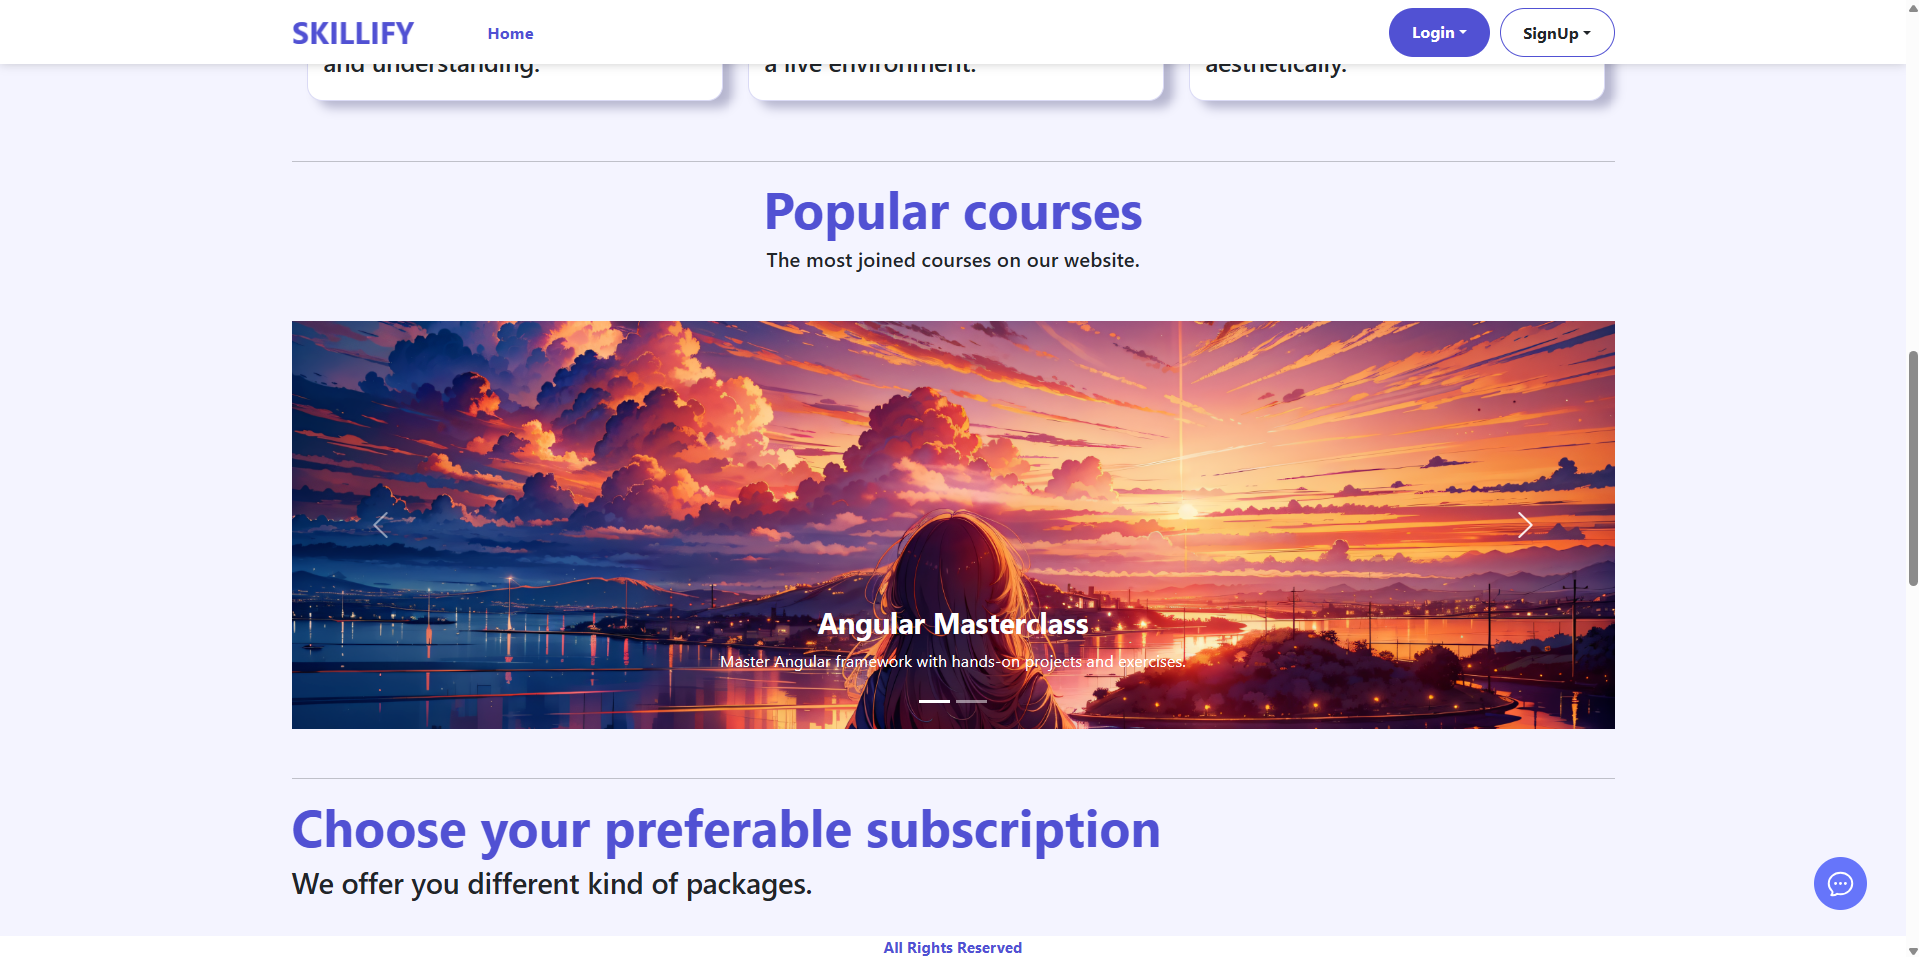 SKILLIFY
Home
Login
SignUp
and understanding.
a live environment.
aesthetically.
Popular courses
The most joined courses on our website.
Angular Masterclass
Master Angular framework with hands-on projects and exercises.
Choose your preferable subscription
We offer you different kind of packages.
All Rights Reserved